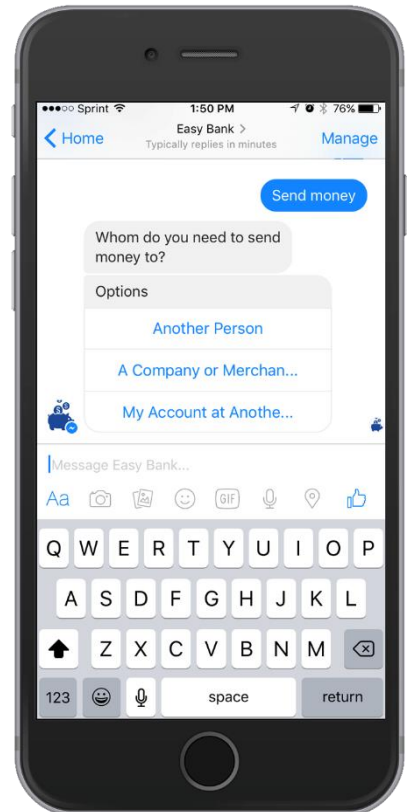 Sprint 1:50 PM 76%
Home Easy Bank > Manage
Typically replies in minutes
Send money
Whom do you need to send
money to?
Options
Another Person
A Company or Merchan...
My Account at Anothe...
Message Easy Bank...
Aa GIF
Q W E R T Y U I O P
A S D F G H J K L
Z X C V B N M
123 space return